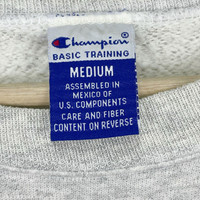 Champion
BASIC TRAINING
MEDIUM
ASSEMBLED IN
MEXICO OF
U.S. COMPONENTS
CARE AND FIBER
CONTENT ON REVERSE